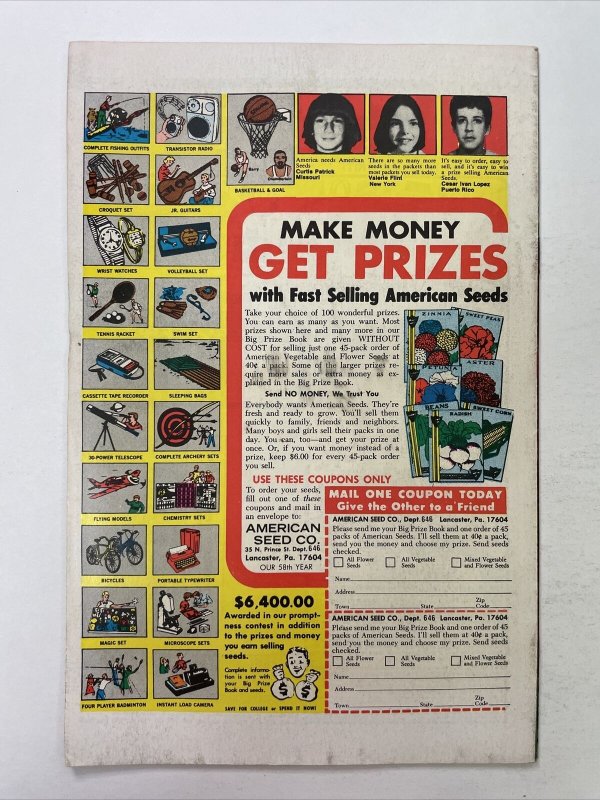 COMPLETE FISHING OUTFITS
TRANSISTOR RADIO
BASKETBALL & GOAL
CROQUET SET
JR. GUITARS
WRIST WATCHES
VOLLEYBALL SET
TENNIS RACKET
SWIM SET
CASSETTE TAPE RECORDER
SLEEPING BAGS
30-POWER TELESCOPE
COMPLETE ARCHERY SETS
FLYING MODELS
CHEMISTRY SETS
BICYCLES
PORTABLE TYPEWRITER
MAGIC SET
MICROSCOPE SETS
FOUR PLAYER BADMINTON
INSTANT LOAD CAMERA
America needs American
Seeds
Curtis Patrick
Missouri
There are so many more
seeds in the packets than
most packets you sell today.
Valerie Flint
New York
It's easy to order, easy to
sell, and it's easy to win
a prize selling American
Seeds.
Cesar Ivan Lopez
Puerto Rico
MAKE MONEY
GET PRIZES
with Fast Selling American Seeds
Take your choice of 100 wonderful prizes.
You can earn as many as you want. Most
prizes shown here and many more in our
Big Prize Book are given WITHOUT
COST for selling just one 45-pack order of
American Vegetable and Flower Seeds at
40¢ a pack. Some of the larger prizes re-
quire more sales or extra money as ex-
plained in the Big Prize Book.
Send NO MONEY, We Trust You
Everybody wants American Seeds. They're
fresh and ready to grow. You'll sell them
quickly to family, friends and neighbors.
Many boys and girls sell their packs in one
day. You can, too—and get your prize at
once. Or, if you want money instead of a
prize, keep $6.00 for every 45-pack order
you sell.
ZINNIA
SWEET PEAS
PETUNIA
ASTER
BEANS
RADISH
SWEET CORN
USE THESE COUPONS ONLY
To order your seeds,
fill out one of these
coupons and mail in
an envelope to:
AMERICAN
SEED CO.
35 N. Prince St. Dept. 646
Lancaster, Pa. 17604
OUR 58th YEAR
MAIL ONE COUPON TODAY
Give the Other to a Friend
AMERICAN SEED CO., Dept. 646 Lancaster, Pa. 17604
Please send me your Big Prize Book and one order of 45
packs of American Seeds. I'll sell them at 40¢ a pack,
send you the money and choose my prize. Send seeds
checked.
All Flower
Seeds
All Vegetable
Seeds
Mixed Vegetable
and Flower Seeds
Name
Address
Town State Zip Code
AMERICAN SEED CO., Dept. 646 Lancaster, Pa. 17604
Please send me your Big Prize Book and one order of 45
packs of American Seeds. I'll sell them at 40¢ a pack,
send you the money and choose my prize. Send seeds
checked.
All Flower
Seeds
All Vegetable
Seeds
Mixed Vegetable
and Flower Seeds
Name
Address
Town State Zip Code
$6,400.00
Awarded in our prompt-
ness contest in addition
to the prizes and money
you earn selling
seeds.
Complete informa-
tion is sent with
your Big Prize
Book and seeds.
$ $
SAVE FOR COLLEGE or SPEND IT NOW!